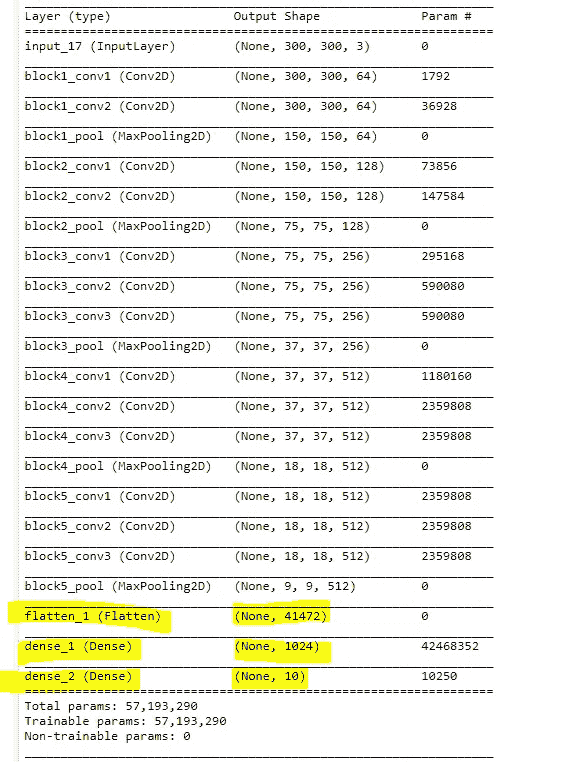 Layer (type) Output Shape Param #
input_17 (InputLayer) (None, 300, 300, 3) 0
block1_conv1 (Conv2D) (None, 300, 300, 64) 1792
block1_conv2 (Conv2D) (None, 300, 300, 64) 36928
block1_pool (MaxPooling2D) (None, 150, 150, 64) 0
block2_conv1 (Conv2D) (None, 150, 150, 128) 73856
block2_conv2 (Conv2D) (None, 150, 150, 128) 147584
block2_pool (MaxPooling2D) (None, 75, 75, 128) 0
block3_conv1 (Conv2D) (None, 75, 75, 256) 295168
block3_conv2 (Conv2D) (None, 75, 75, 256) 590080
block3_conv3 (Conv2D) (None, 75, 75, 256) 590080
block3_pool (MaxPooling2D) (None, 37, 37, 256) 0
block4_conv1 (Conv2D) (None, 37, 37, 512) 1180160
block4_conv2 (Conv2D) (None, 37, 37, 512) 2359808
block4_conv3 (Conv2D) (None, 37, 37, 512) 2359808
block4_pool (MaxPooling2D) (None, 18, 18, 512) 0
block5_conv1 (Conv2D) (None, 18, 18, 512) 2359808
block5_conv2 (Conv2D) (None, 18, 18, 512) 2359808
block5_conv3 (Conv2D) (None, 18, 18, 512) 2359808
block5_pool (MaxPooling2D) (None, 9, 9, 512) 0
flatten_1 (Flatten) (None, 41472) 0
dense_1 (Dense) (None, 1024) 42468352
dense_2 (Dense) (None, 10) 10250
Total params: 57,193,290
Trainable params: 57,193,290
Non-trainable params: 0